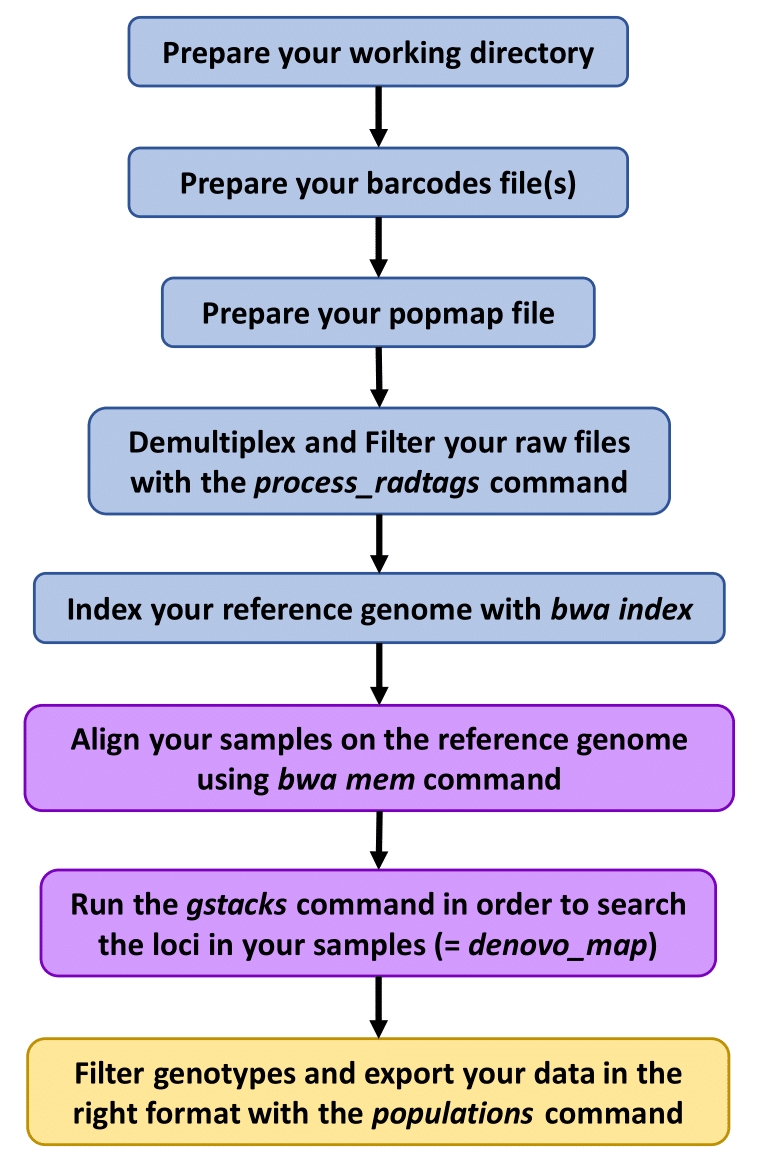 Prepare your working directory
Prepare your barcodes file(s)
Prepare your popmap file
Demultiplex and Filter your raw files
with the process_radtags command
Index your reference genome with bwa index
Align your samples on the reference genome
using bwa mem command
Run the gstacks command in order to search
the loci in your samples (= denovo_map)
Filter genotypes and export your data in the
right format with the populations command